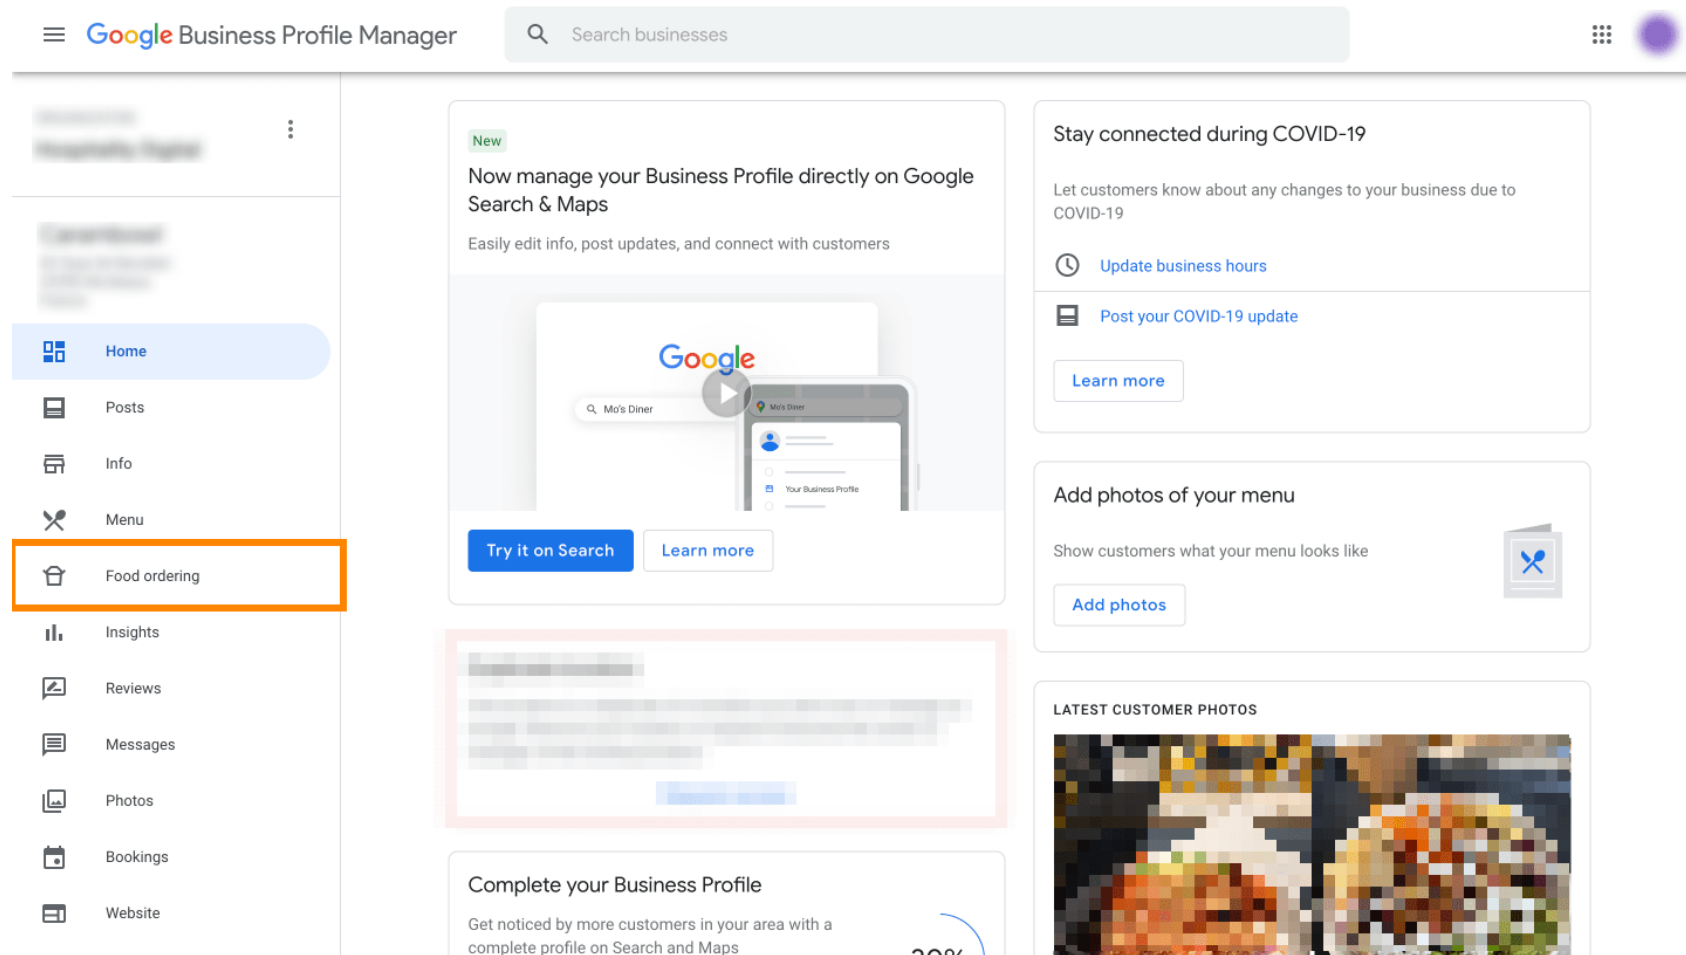 Google Business Profile Manager
Search businesses
Home
Posts
Info
Menu
Food ordering
Insights
Reviews
Messages
Photos
Bookings
Website
New
Now manage your Business Profile directly on Google
Search & Maps
Easily edit info, post updates, and connect with customers
Google
Mo's Diner
Mo's Diner
Your Business Profile
Try it on Search
Learn more
Complete your Business Profile
Get noticed by more customers in your area with a
complete profile on Search and Maps
Stay connected during COVID-19
Let customers know about any changes to your business due to
COVID-19
Update business hours
Post your COVID-19 update
Learn more
Add photos of your menu
Show customers what your menu looks like
Add photos
LATEST CUSTOMER PHOTOS